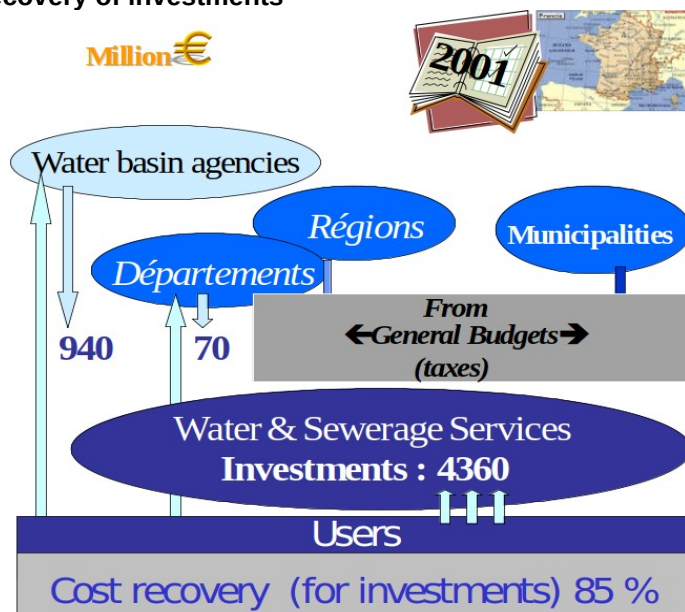 ecovery of investments
Million€
2001
Francia
Water basin agencies
Régions
Municipalities
Départements
940
70
From
←General Budgets→
(taxes)
Water & Sewerage Services
Investments : 4360
Users
Cost recovery (for investments) 85 %